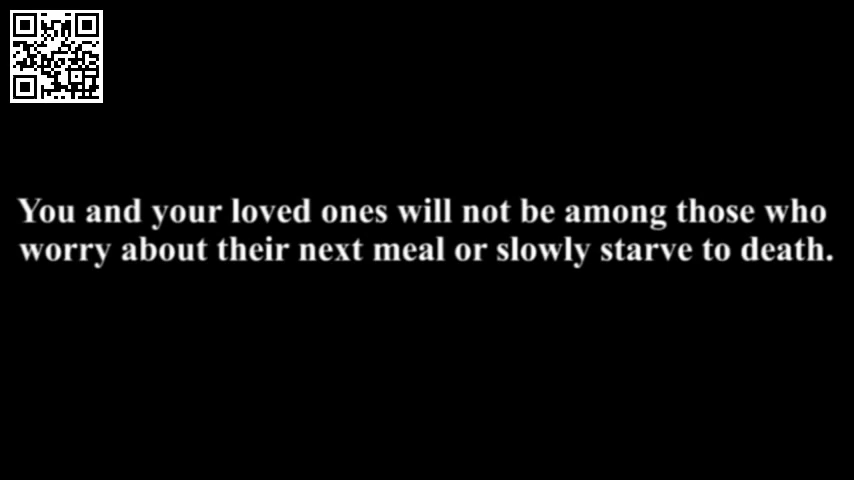 You and your loved ones will not be among those who
worry about their next meal or slowly starve to death.